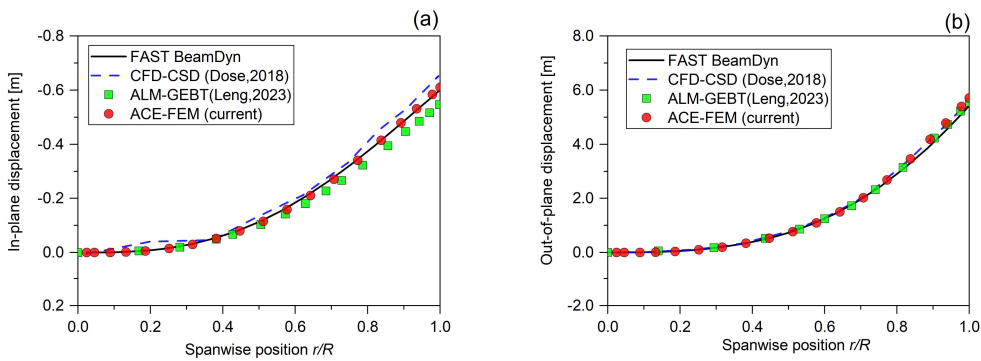 (a)
-0.8
-0.6
-0.4
-0.2
0.0
0.2
In-plane displacement [m]
FAST BeamDyn
CFD-CSD (Dose,2018)
ALM-GEBT(Leng,2023)
ACE-FEM (current)
0.0 0.2 0.4 0.6 0.8 1.0
Spanwise position r/R
(b)
8.0
6.0
4.0
2.0
0.0
-2.0
Out-of-plane displacement [m]
FAST BeamDyn
CFD-CSD (Dose,2018)
ALM-GEBT(Leng,2023)
ACE-FEM (current)
0.0 0.2 0.4 0.6 0.8 1.0
Spanwise position r/R